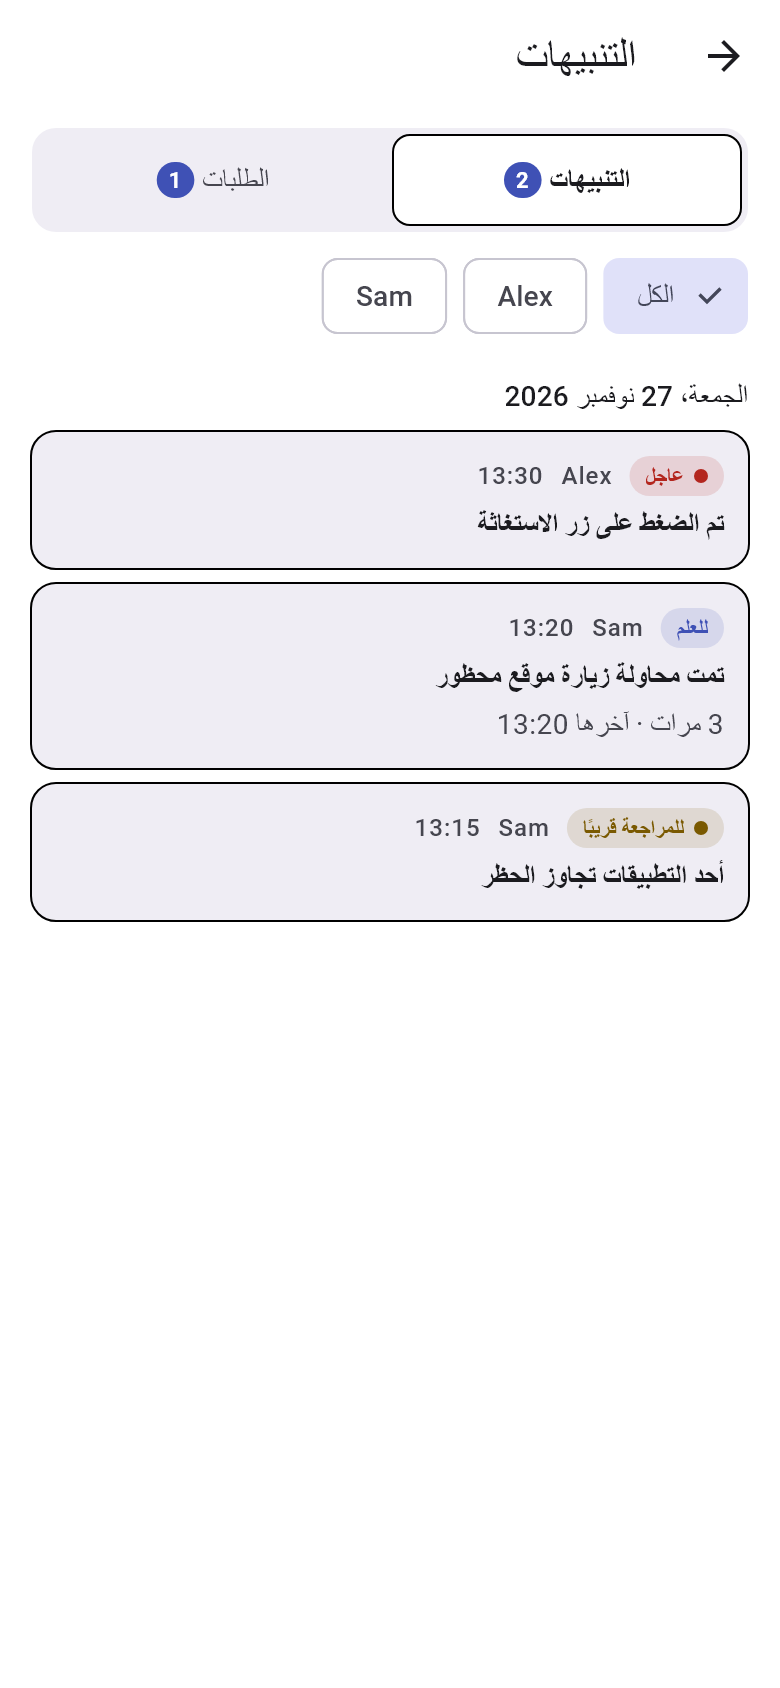 التنبيهات
التنبيهات 2
الطلبات 1
الكل
Alex
Sam
الجمعة، 27 نوفمبر 2026
عاجل Alex 13:30
تم الضغط على زر الاستغاثة
للعلم Sam 13:20
تمت محاولة زيارة موقع محظور
3 مرات · آخرها 13:20
للمراجعة قريبًا Sam 13:15
أحد التطبيقات تجاوز الحظر